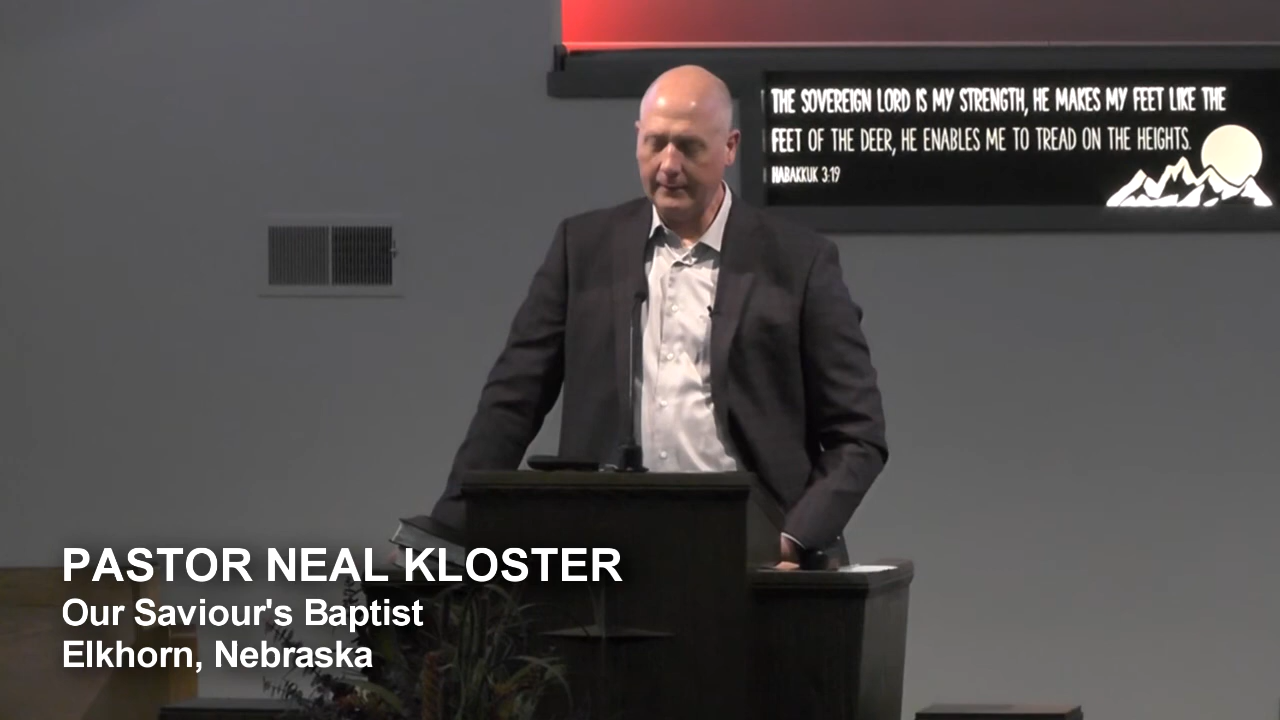 THE SOVEREIGN LORD IS MY STRENGTH, HE MAKES MY FEET LIKE THE
FEET OF THE DEER, HE ENABLES ME TO TREAD ON THE HEIGHTS.
HABAKKUK 3:19
PASTOR NEAL KLOSTER
Our Saviour's Baptist
Elkhorn, Nebraska